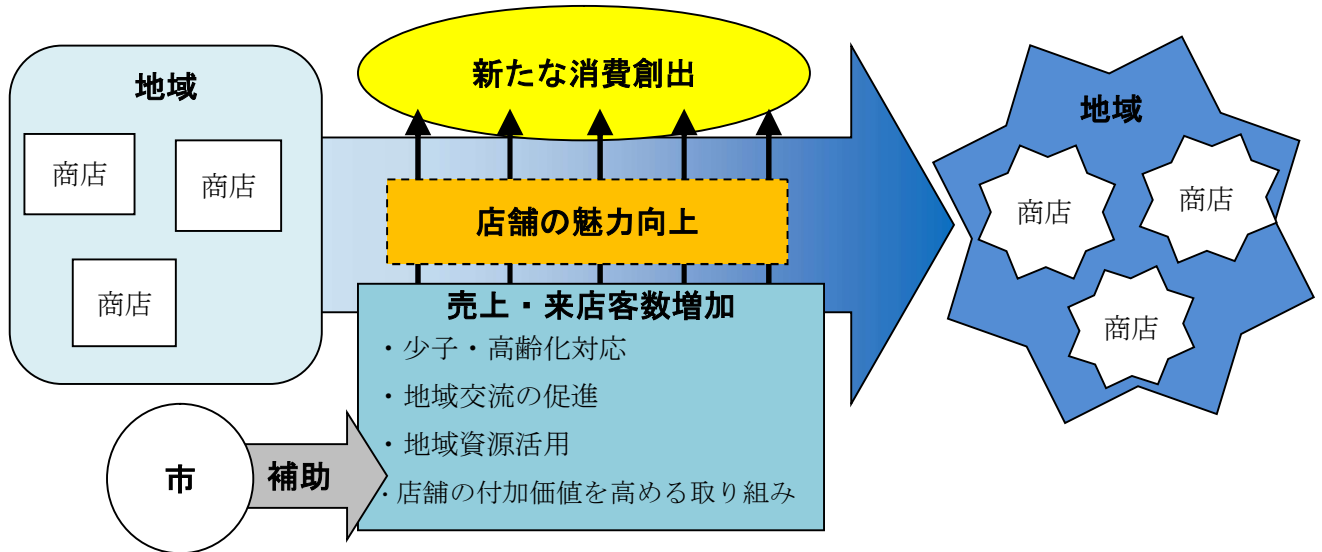 地域
商店
商店
商店
新たな消費創出
店舗の魅力向上
売上・来店客数増加
・少子・高齢化対応
・地域交流の促進
・地域資源活用
・店舗の付加価値を高める取り組み
市
補助
地域
商店
商店
商店